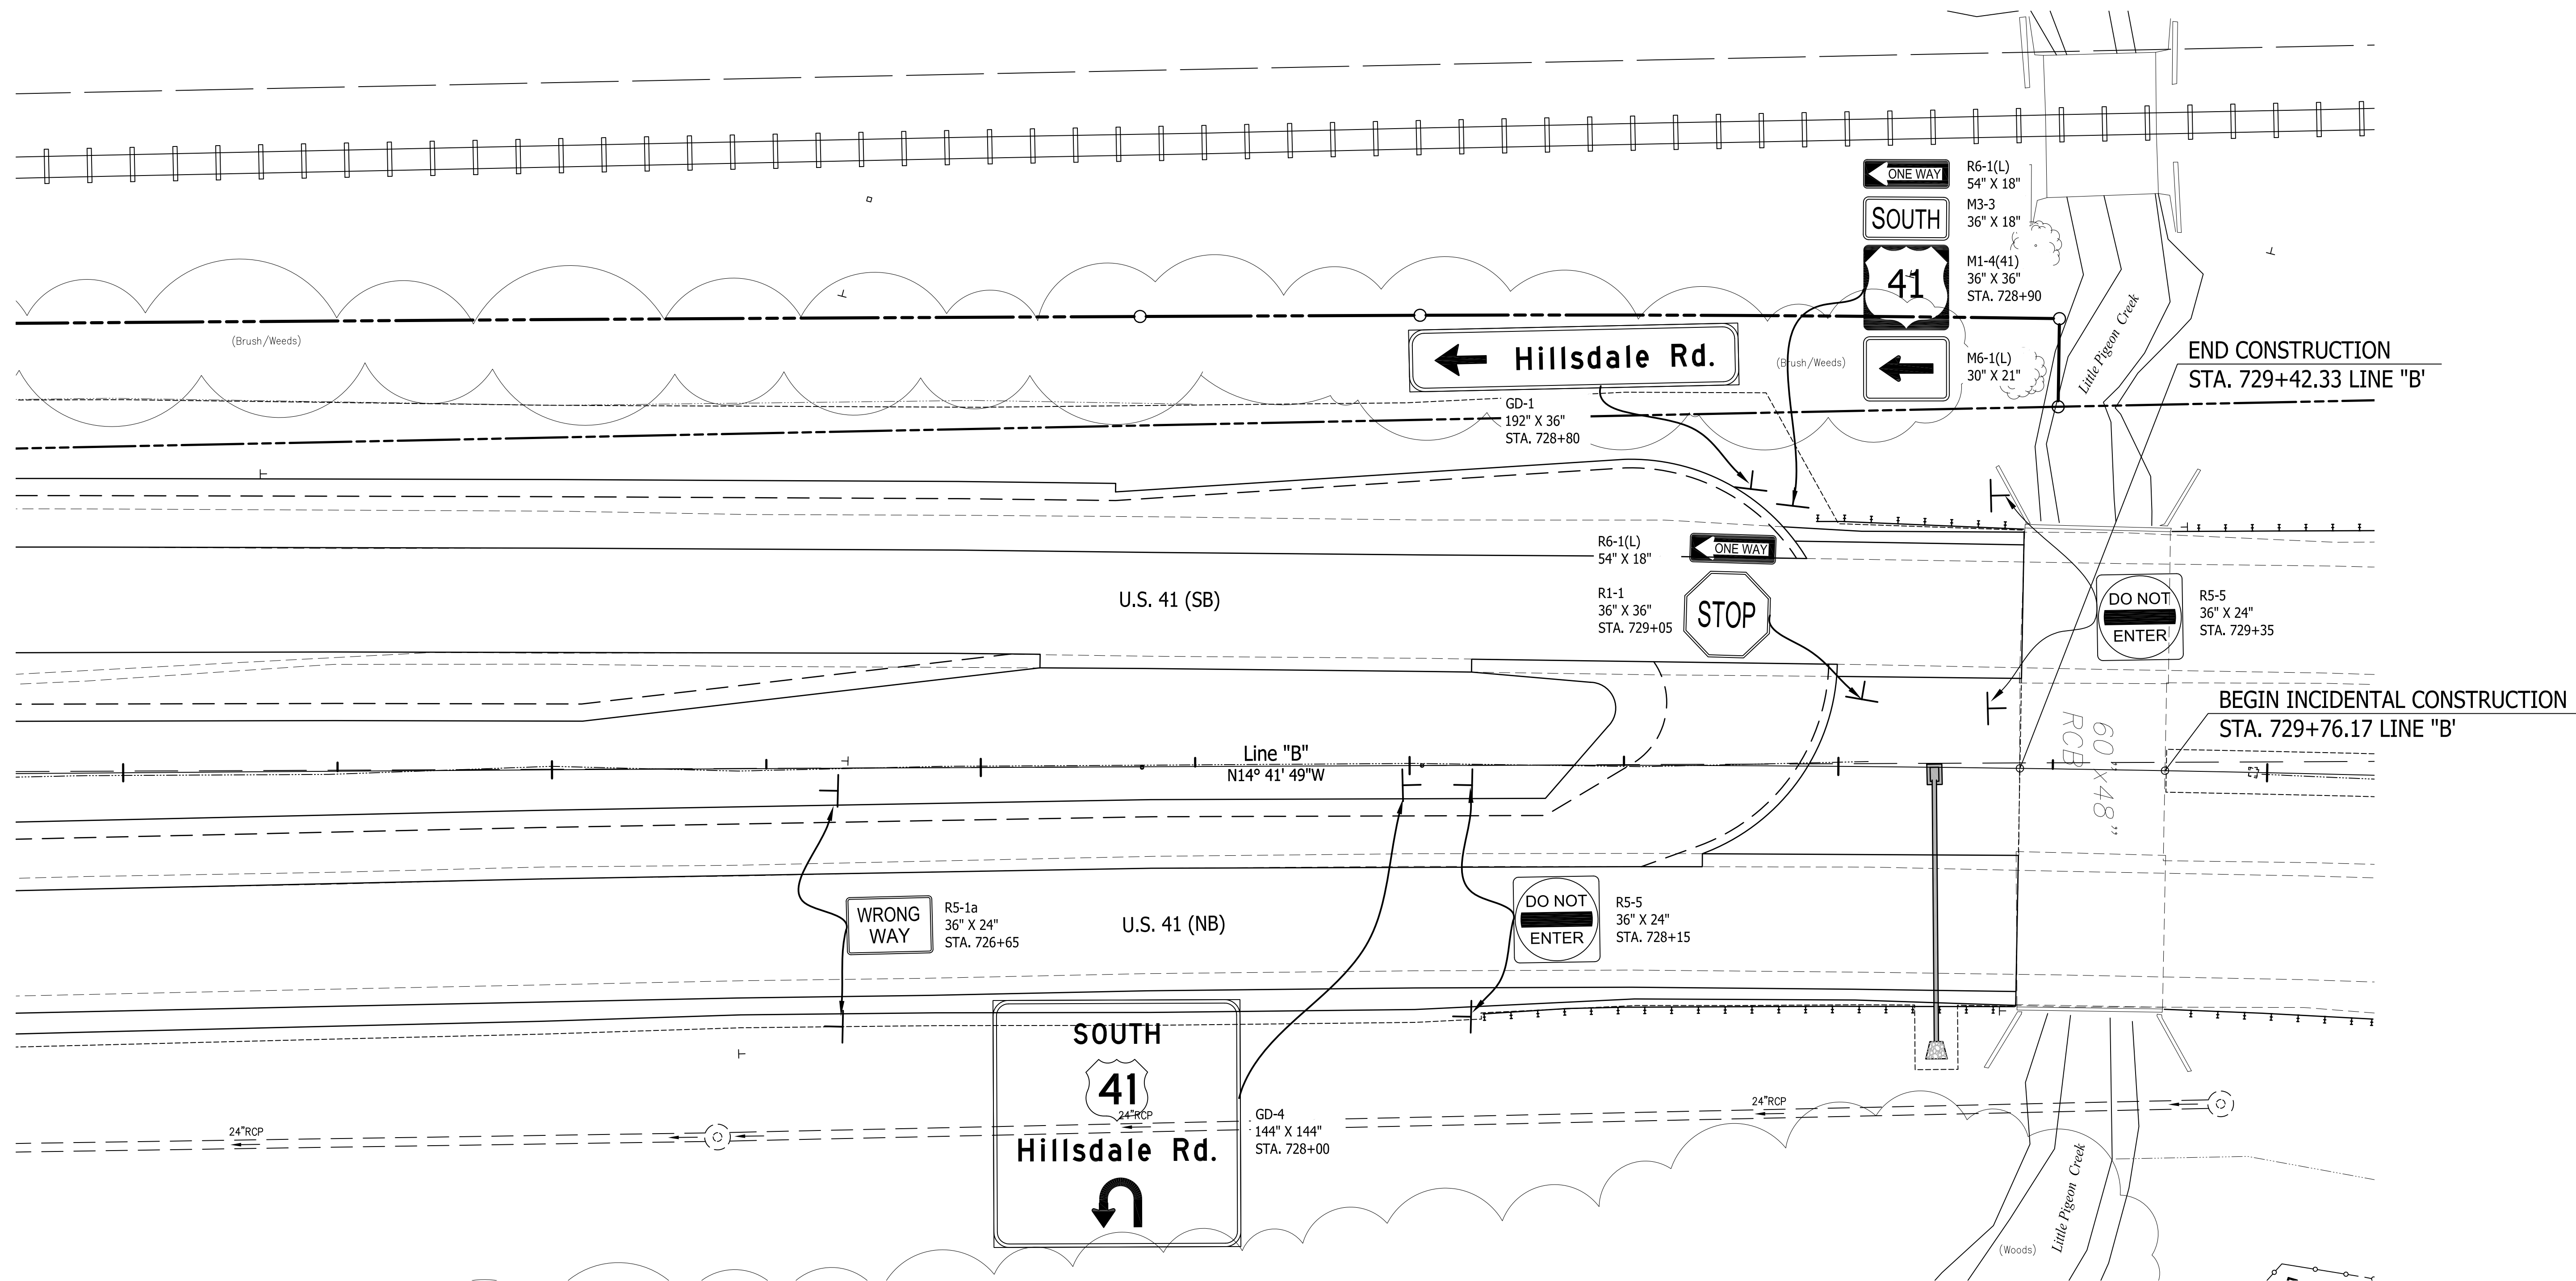 ONE WAY
R6-1(L)
54" X 18"
SOUTH
M3-3
36" X 18"
41
M1-4(41)
36" X 36"
STA. 728+90
M6-1(L)
30" X 21"
(Brush/Weeds)
Hillsdale Rd.
(Brush/Weeds)
GD-1
192" X 36"
STA. 728+80
Little Pigeon Creek
END CONSTRUCTION
STA. 729+42.33 LINE "B'
R6-1(L)
54" X 18"
ONE WAY
R1-1
36" X 36"
STA. 729+05
STOP
U.S. 41 (SB)
DO NOT
ENTER
R5-5
36" X 24"
STA. 729+35
BEGIN INCIDENTAL CONSTRUCTION
STA. 729+76.17 LINE "B'
60"x48"
RCB
Line "B"
N14° 41' 49"W
WRONG
WAY
R5-1a
36" X 24"
STA. 726+65
U.S. 41 (NB)
DO NOT
ENTER
R5-5
36" X 24"
STA. 728+15
SOUTH
41
Hillsdale Rd.
GD-4
144" X 144"
STA. 728+00
24"RCP
24"RCP
24"RCP
Little Pigeon Creek
(Woods)